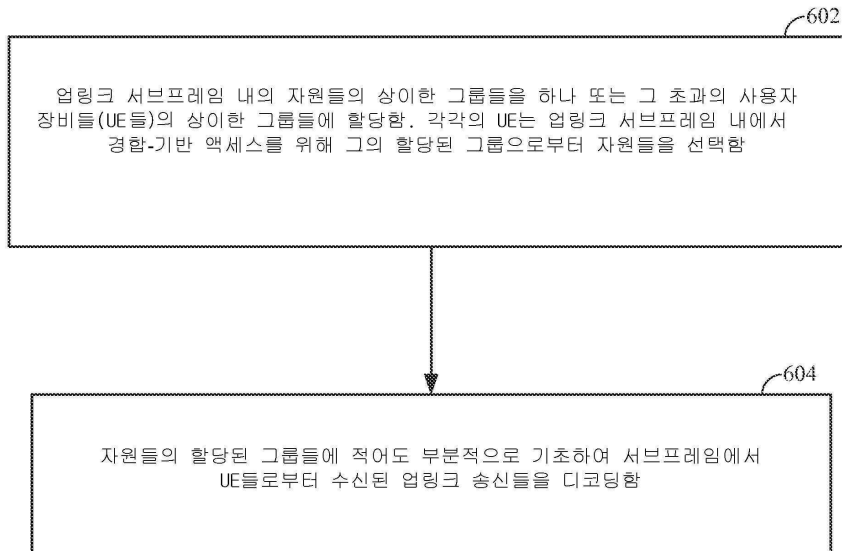 602
업링크 서브프레임 내의 자원들의 상이한 그룹들을 하나 또는 그 초과의 사용자
장비들(UE들)의 상이한 그룹들에 할당함. 각각의 UE는 업링크 서브프레임 내에서
경합-기반 액세스를 위해 그의 할당된 그룹으로부터 자원들을 선택함
604
자원들의 할당된 그룹들에 적어도 부분적으로 기초하여 서브프레임에서
UE들로부터 수신된 업링크 송신들을 디코딩함